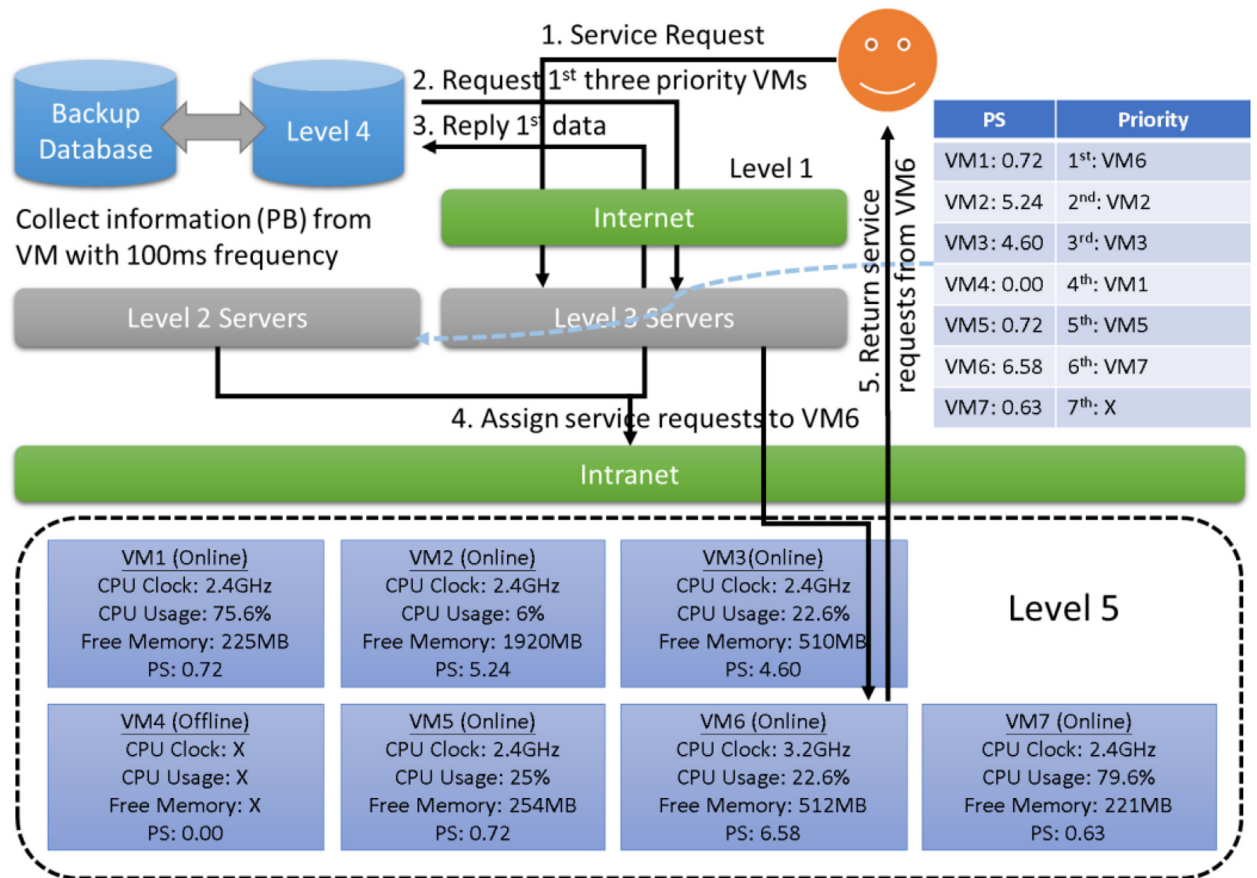 1. Service Request
2. Request 1st three priority VMs
3. Reply 1st data
Backup
Database
Level 4
Level 1
Collect information (PB) from
VM with 100ms frequency
Internet
Level 2 Servers
Level 3 Servers
4. Assign service requests to VM6
5. Return service
requests from VM6
PS Priority
VM1: 0.72 1st: VM6
VM2: 5.24 2nd: VM2
VM3: 4.60 3rd: VM3
VM4: 0.00 4th: VM1
VM5: 0.72 5th: VM5
VM6: 6.58 6th: VM7
VM7: 0.63 7th: X
Intranet
VM1 (Online)
CPU Clock: 2.4GHz
CPU Usage: 75.6%
Free Memory: 225MB
PS: 0.72
VM2 (Online)
CPU Clock: 2.4GHz
CPU Usage: 6%
Free Memory: 1920MB
PS: 5.24
VM3(Online)
CPU Clock: 2.4GHz
CPU Usage: 22.6%
Free Memory: 510MB
PS: 4.60
Level 5
VM4 (Offline)
CPU Clock: X
CPU Usage: X
Free Memory: X
PS: 0.00
VM5 (Online)
CPU Clock: 2.4GHz
CPU Usage: 25%
Free Memory: 254MB
PS: 0.72
VM6 (Online)
CPU Clock: 3.2GHz
CPU Usage: 22.6%
Free Memory: 512MB
PS: 6.58
VM7 (Online)
CPU Clock: 2.4GHz
CPU Usage: 79.6%
Free Memory: 221MB
PS: 0.63